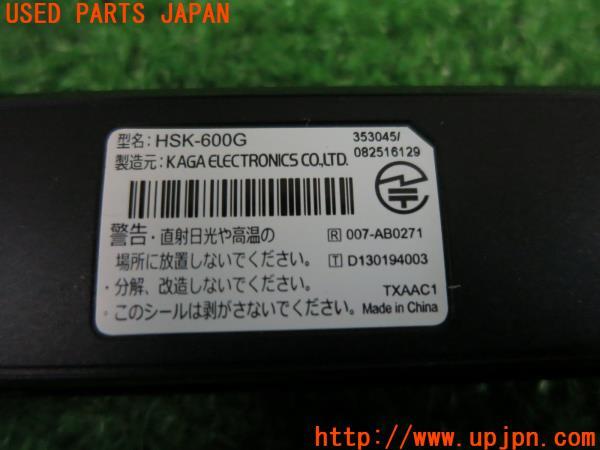 USED PARTS JAPAN
型名: HSK-600G
353045/
082516129
製造元: KAGA ELECTRONICS CO,LTD.
警告・直射日光や高温の
場所に放置しないでください。
・分解、改造しないでください。
・このシールは剥がさないでください。
R 007-AB0271
T D130194003
TXAAC1
Made in China
https://www.upjpn.com/